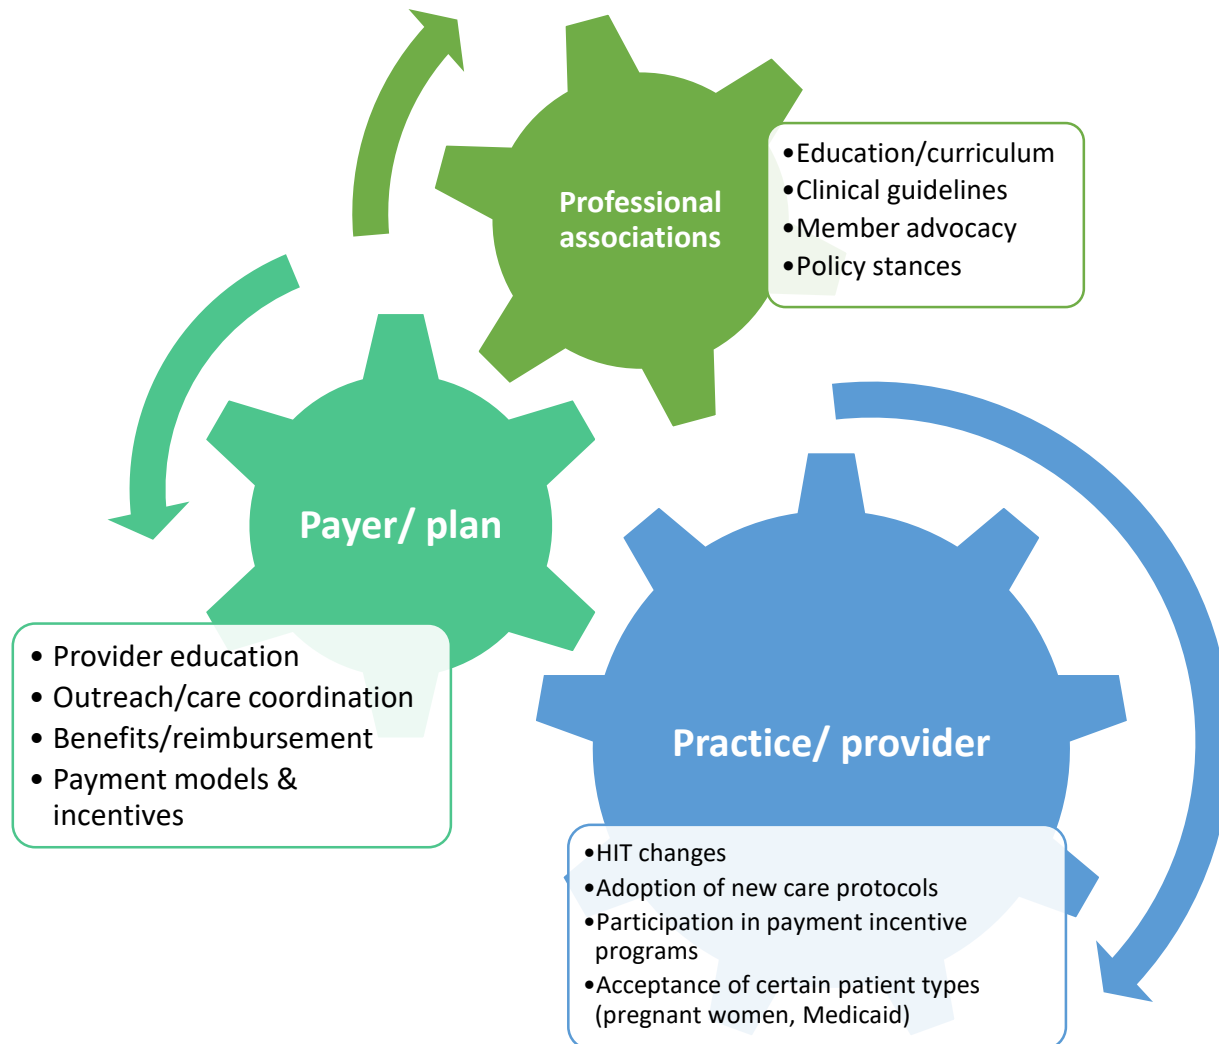 Professional
associations
•Education/curriculum
•Clinical guidelines
•Member advocacy
•Policy stances
Payer/ plan
• Provider education
• Outreach/care coordination
• Benefits/reimbursement
• Payment models &
incentives
Practice/ provider
•HIT changes
•Adoption of new care protocols
•Participation in payment incentive
programs
•Acceptance of certain patient types
(pregnant women, Medicaid)